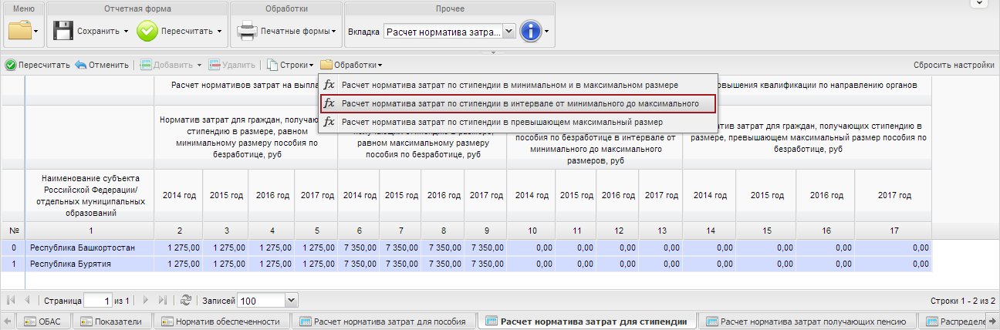 Меню
Отчетная форма
Обработки
Прочее
Сохранить
Пересчитать
Печатные формы
Вкладка
Расчет норматива затра...
Пересчитать
Отменить
Добавить
Удалить
Строки
Обработки
Сбросить настройки
Расчет нормативов затрат на выпла
fx Расчет норматива затрат по стипендии в минимальном и в максимальном размере
fx Расчет норматива затрат по стипендии в интервале от минимального до максимального
fx Расчет норматива затрат по стипендии в превышающем максимальный размер
овышения квалификации по направлению органов
Норматив затрат для граждан, получаю
стипендию в размере, равном
минимальному размеру пособия по
безработице, руб
равном максимальному размеру
пособия по безработице, руб
пособия по безработице в интервале от
минимального до максимального
размеров, руб
атив затрат для граждан, получающих стипендию в
размере, превышающем максимальный размер пособия по
безработице, руб
Наименование субъекта
Российской Федерации/
отдельных муниципальных
образований
2014 год 2015 год 2016 год 2017 год 2014 год 2015 год 2016 год 2017 год 2014 год 2015 год 2016 год 2017 год 2014 год 2015 год 2016 год 2017 год
№ 1 2 3 4 5 6 7 8 9 10 11 12 13 14 15 16 17
0 Республика Башкортостан 1 275,00 1 275,00 1 275,00 1 275,00 7 350,00 7 350,00 7 350,00 7 350,00 0,00 0,00 0,00 0,00 0,00 0,00 0,00 0,00
1 Республика Бурятия 1 275,00 1 275,00 1 275,00 1 275,00 7 350,00 7 350,00 7 350,00 7 350,00 0,00 0,00 0,00 0,00 0,00 0,00 0,00 0,00
Страница 1 из 1
Записей 100
Строки 1 - 2 из 2
ОБАС
Показатели
Норматив обеспеченности
Расчет норматива затрат для пособия
Расчет норматива затрат для стипендии
Расчет норматива затрат получающих пенсию
Распределе